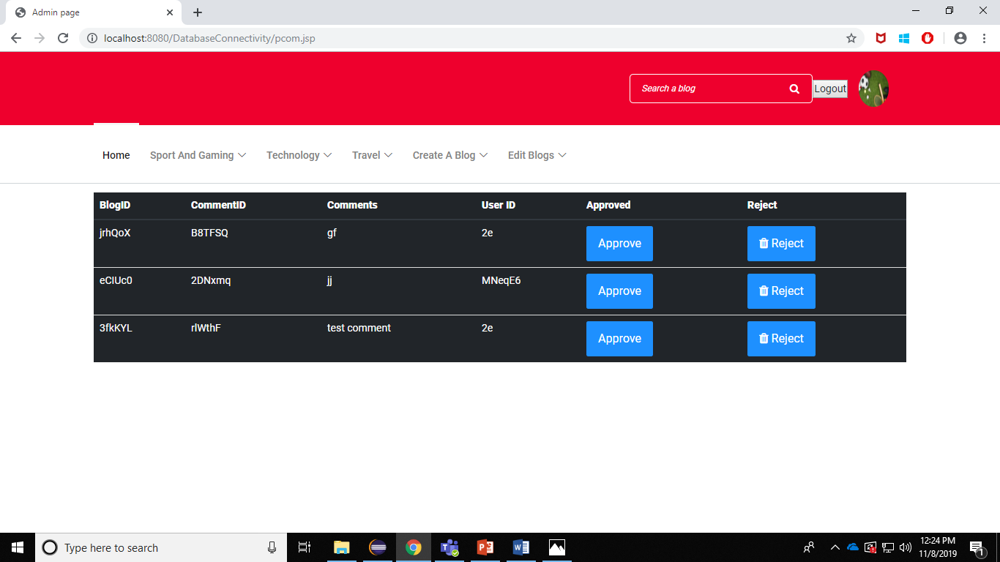 Admin page
localhost:8080/DatabaseConnectivity/pcom.jsp
Search a blog
Logout
Home Sport And Gaming Technology Travel Create A Blog Edit Blogs
BlogID CommentID Comments User ID Approved Reject
jrhQoX B8TFSQ gf 2e Approve Reject
eCIUc0 2DNxmq jj MNeqE6 Approve Reject
3fkKYL rlWthF test comment 2e Approve Reject
Type here to search
12:24 PM
11/8/2019
1